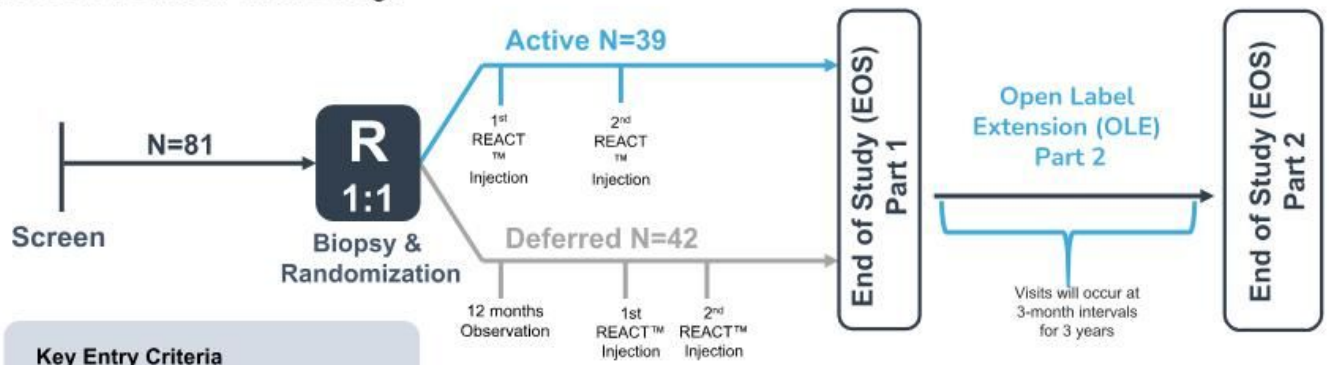 Active N=39
1st
REACT
TM
Injection
2nd
REACT
TM
Injection
N=81
R
1:1
Screen
Biopsy &
Randomization
Deferred N=42
12 months
Observation
1st
REACT™
Injection
2nd
REACT™
Injection
End of Study (EOS)
Part 1
Open Label
Extension (OLE)
Part 2
Visits will occur at
3-month intervals
for 3 years
End of Study (EOS)
Part 2
Key Entry Criteria